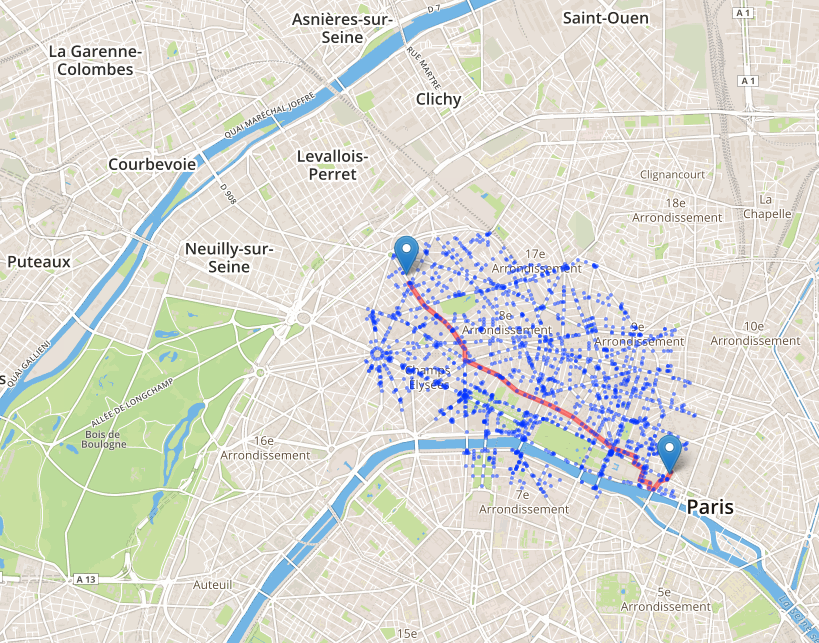 D 7
Asnières-sur-
Seine
Saint-Ouen
A 1
La Garenne-
Colombes
RUE MARTRE
A 1
Clichy
QUAI MARÉCHAL JOFFRE
Courbevoie
Levallois-
Perret
Clignancourt
D 908
18e
Arrondissement
La
Chapelle
Puteaux
Neuilly-sur-
Seine
17e
Arrondissement
8e
Arrondissement
9e
Arrondissement
10e
Arrondissement
QUAI GALLIENI
s
Champs
Élysées
ALLÉE DE LONGCHAMP
Bois de
Boulogne
16e
Arrondissement
7e
Arrondissement
Paris
A 13
Auteuil
5e
Arrondissement
15e